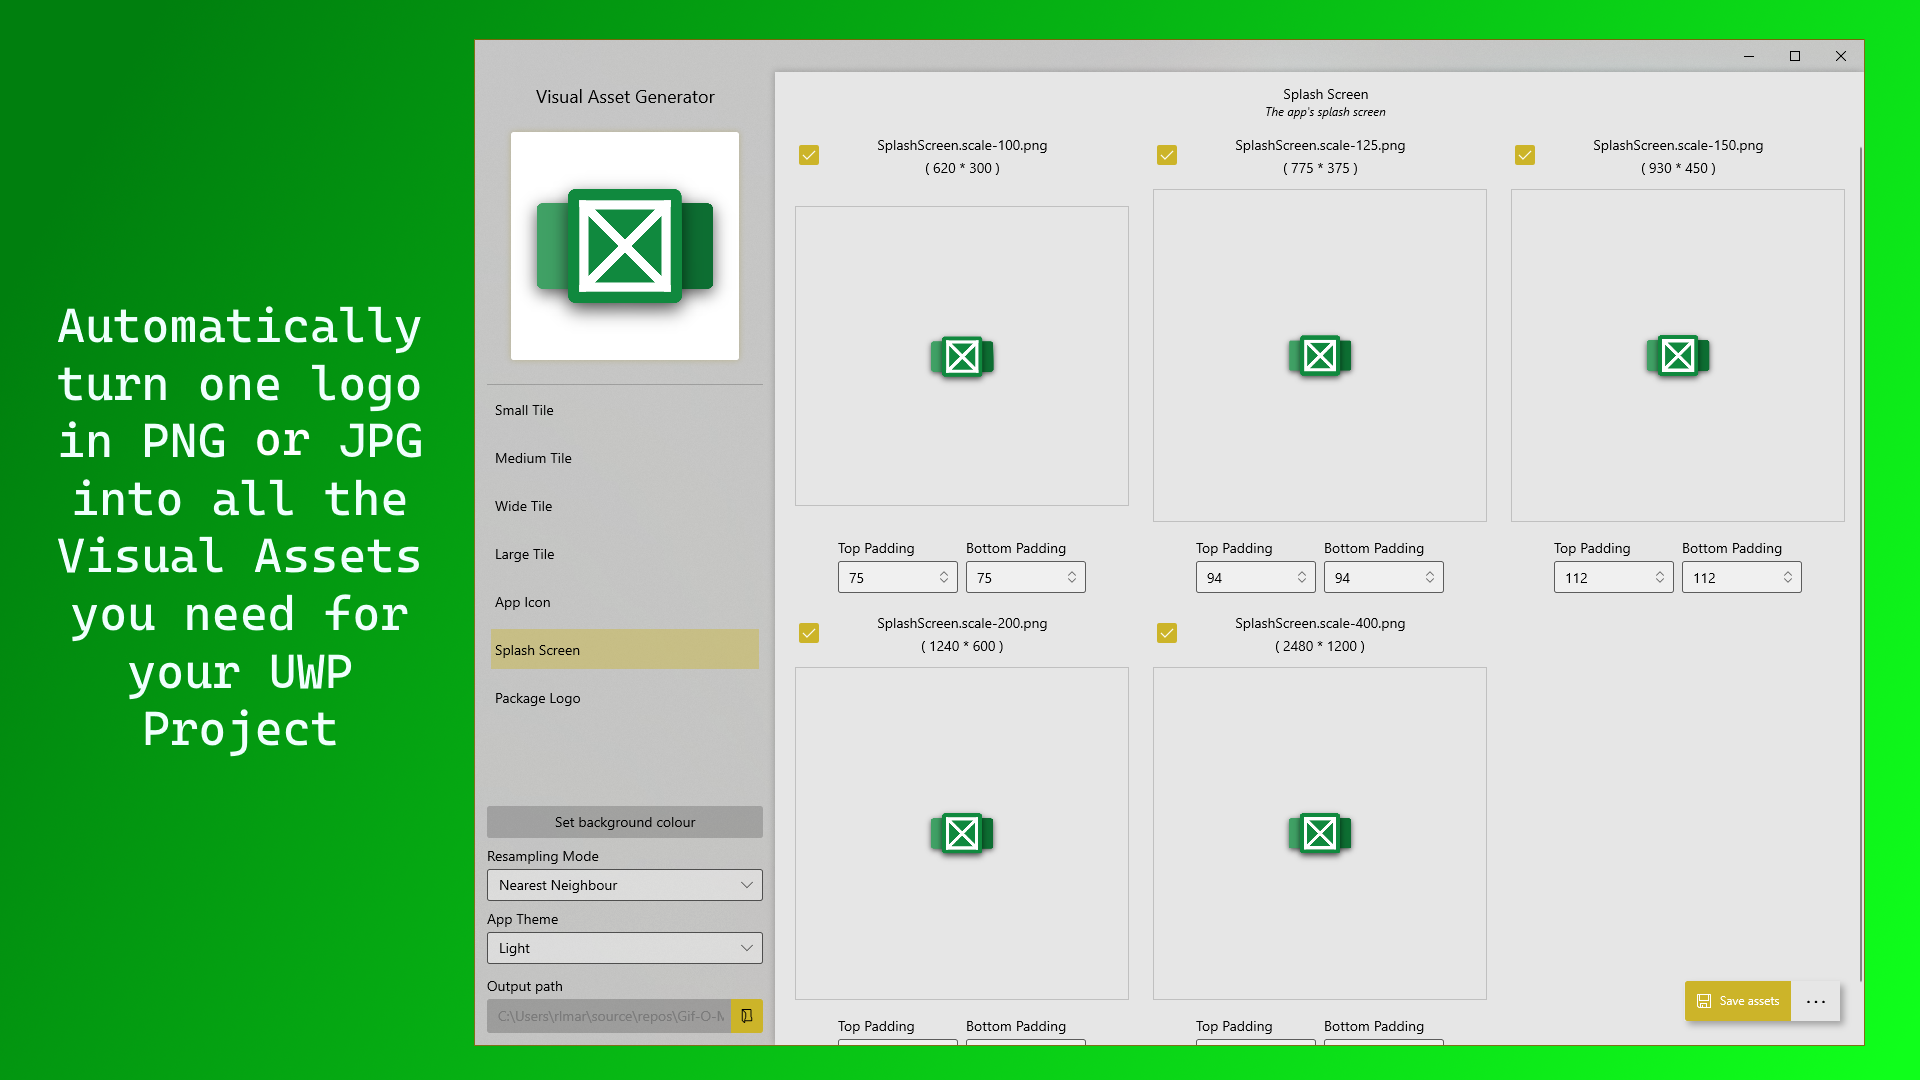 Automatically
turn one logo
in PNG or JPG
into all the
Visual Assets
you need for
your UWP
Project
Visual Asset Generator
Small Tile
Medium Tile
Wide Tile
Large Tile
App Icon
Splash Screen
Package Logo
Set background colour
Resampling Mode
Nearest Neighbour
App Theme
Light
Output path
C:\Users\rlmar\source\repos\Gif-O-M
Splash Screen
The app's splash screen
SplashScreen.scale-100.png
( 620 * 300 )
Top Padding Bottom Padding
75 75
SplashScreen.scale-125.png
( 775 * 375 )
Top Padding Bottom Padding
94 94
SplashScreen.scale-150.png
( 930 * 450 )
Top Padding Bottom Padding
112 112
SplashScreen.scale-200.png
( 1240 * 600 )
Top Padding Bottom Padding
SplashScreen.scale-400.png
( 2480 * 1200 )
Top Padding Bottom Padding
Save assets